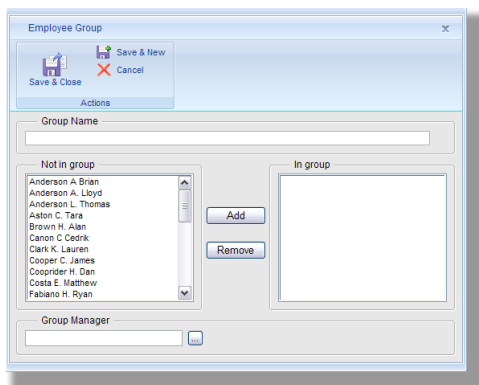 Employee Group
x
Save & New
Cancel
Save & Close
Actions
Group Name
Not in group
In group
Anderson A Brian
Anderson A. Lloyd
Anderson L. Thomas
Aston C. Tara
Brown H. Alan
Canon C Cedrik
Clark K. Lauren
Cooper C. James
Cooprider H. Dan
Costa E. Matthew
Fabiano H. Ryan
Add
Remove
Group Manager
...